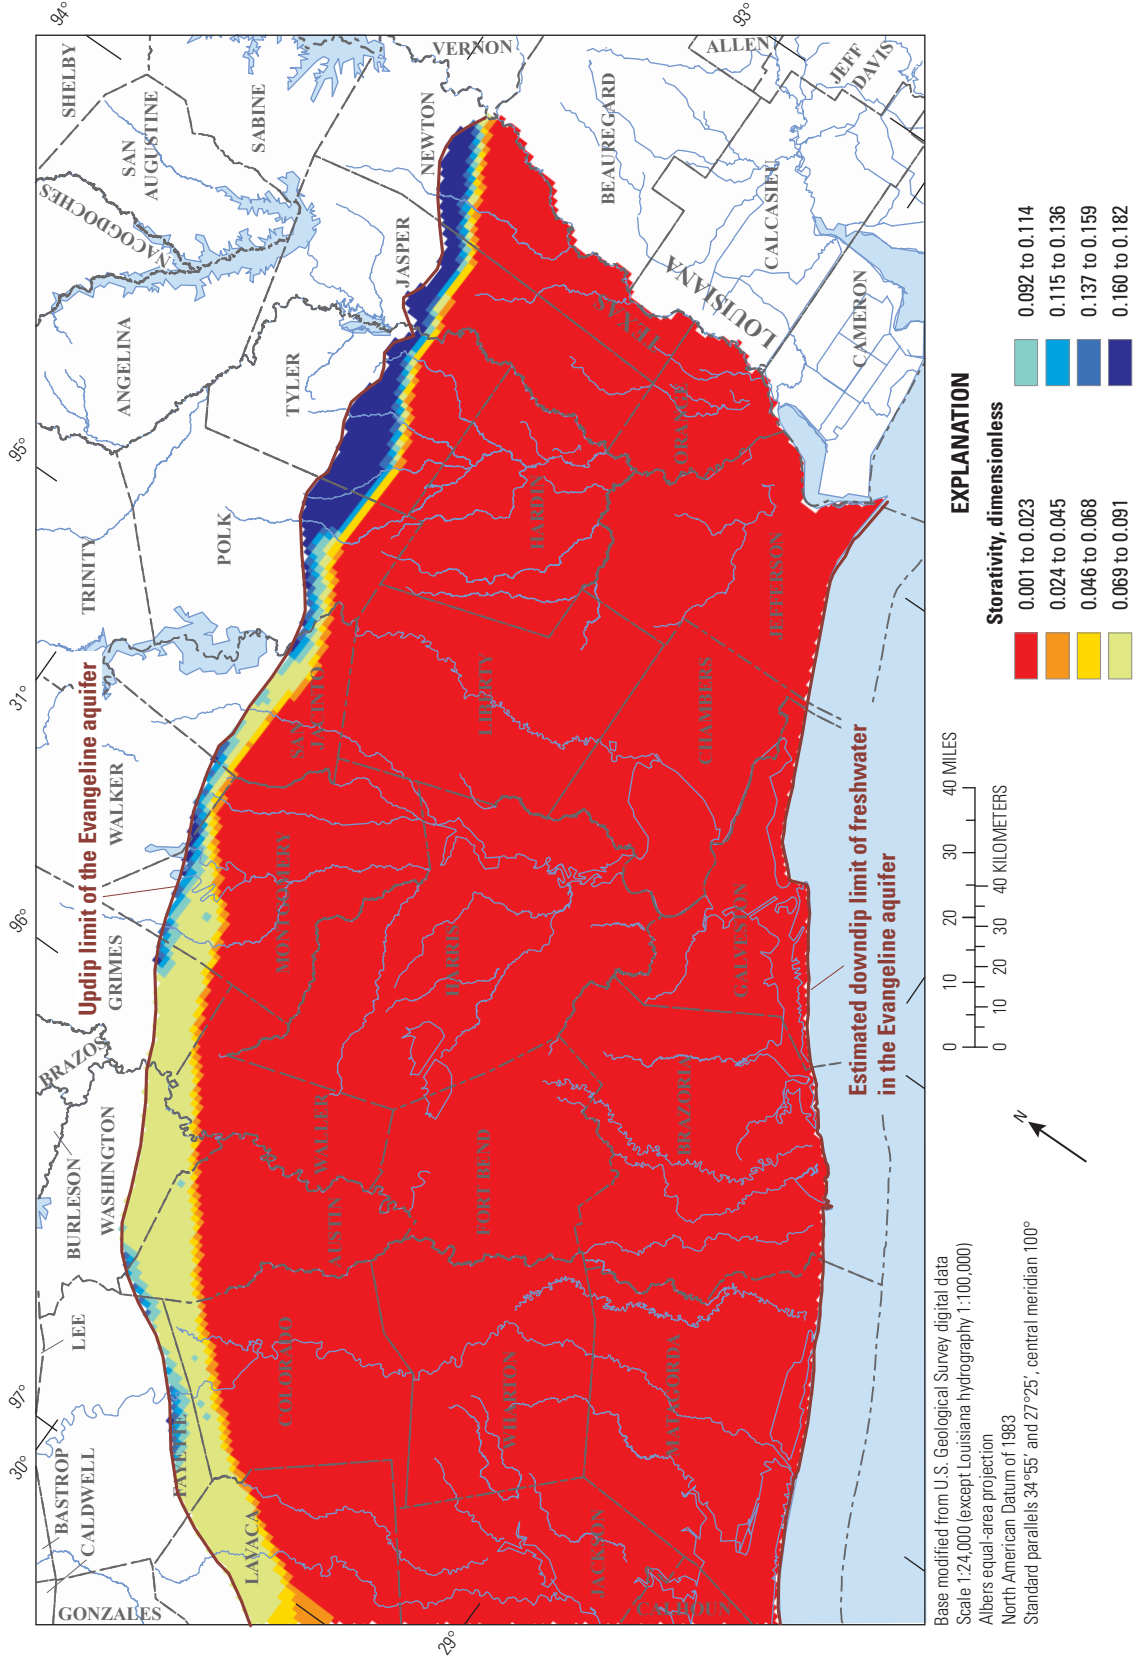 94°
93°
95°
31°
96°
97°
30°
29°
SHELBY
SAN
AUGUSTINE
SABINE
VERNON
ALLEN
JEFF
DAVIS
NACOGDOCHES
NEWTON
BEAUREGARD
JASPER
CALCASIEU
LOUISIANA
TEXAS
CAMERON
ANGELINA
TYLER
ORANGE
HARDIN
TRINITY
POLK
JEFFERSON
SAN
JACINTO
LIBERTY
CHAMBERS
WALKER
Updip limit of the Evangeline aquifer
GRIMES
MONTGOMERY
HARRIS
GALVESTON
Estimated downdip limit of freshwater
in the Evangeline aquifer
BRAZOS
BURLESON
WASHINGTON
WALLER
AUSTIN
FORT BEND
BRAZORIA
LEE
COLORADO
WHARTON
MATAGORDA
BASTROP
CALDWELL
FAYETTE
LAVACA
JACKSON
GONZALES
CALHOUN
Base modified from U.S. Geological Survey digital data
Scale 1:24,000 (except Louisiana hydrography 1:100,000)
Albers equal-area projection
North American Datum of 1983
Standard parallels 34°55′ and 27°25′, central meridian 100°
N
0 10 20 30 40 MILES
0 10 20 30 40 KILOMETERS
EXPLANATION
Storativity, dimensionless
0.001 to 0.023
0.024 to 0.045
0.046 to 0.068
0.069 to 0.091
0.092 to 0.114
0.115 to 0.136
0.137 to 0.159
0.160 to 0.182